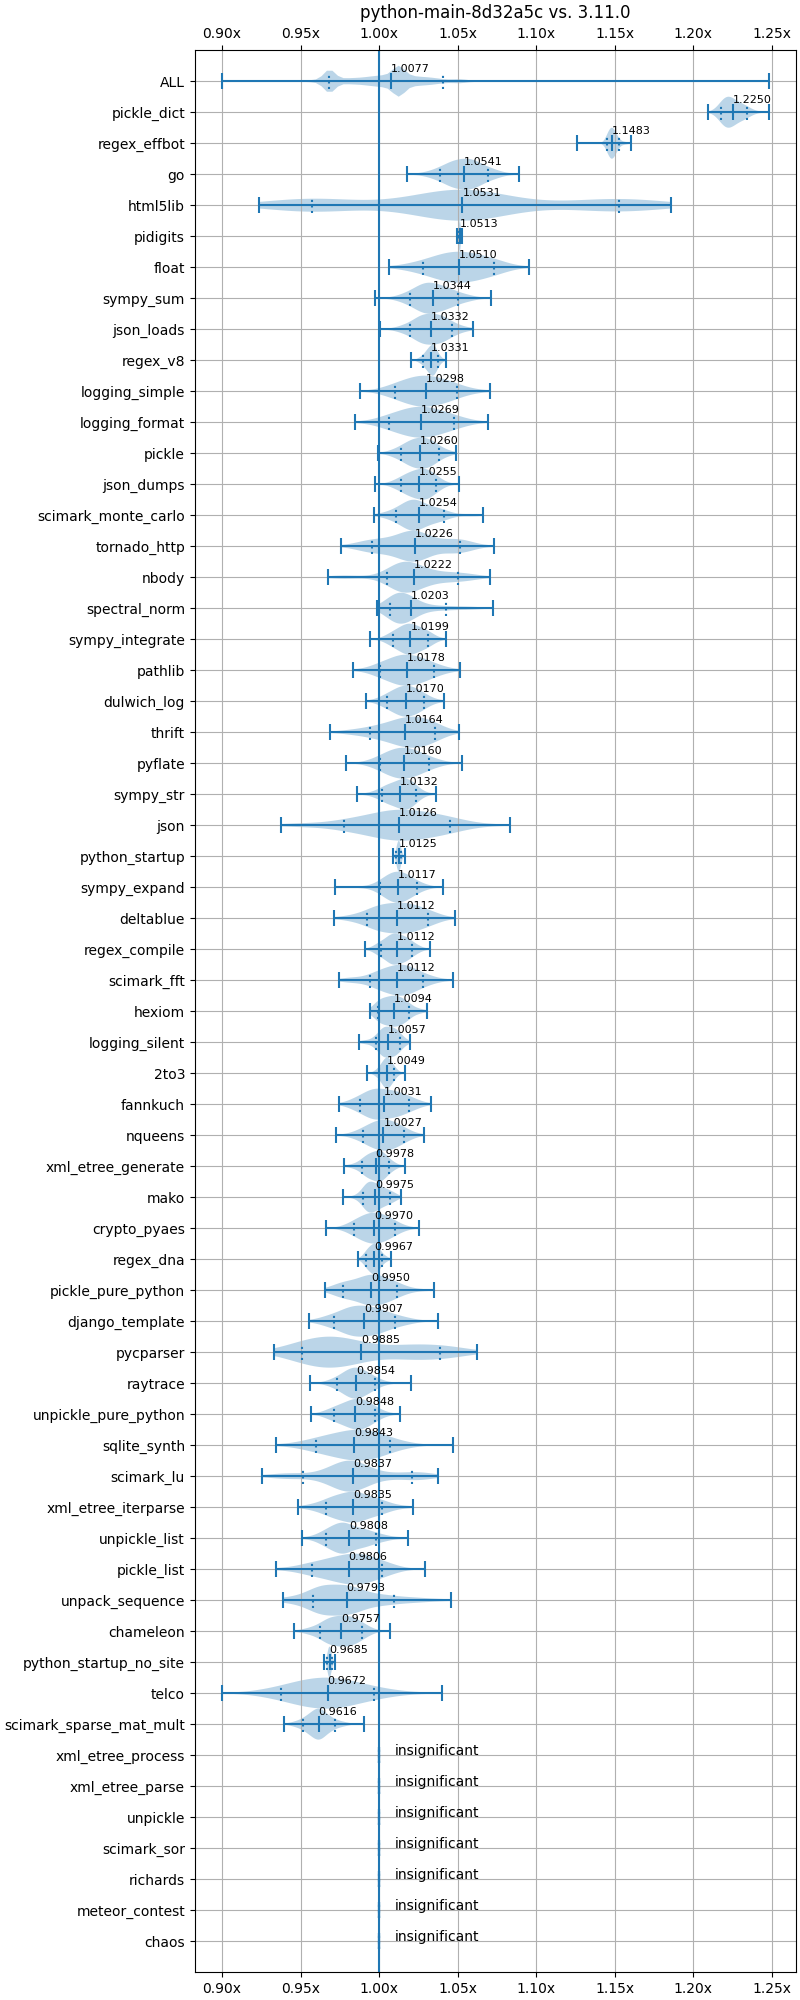 python-main-8d32a5c vs. 3.11.0
0.90x 0.95x 1.00x 1.05x 1.10x 1.15x 1.20x 1.25x
ALL 1.0077
pickle_dict 1.2250
regex_effbot 1.1483
go 1.0541
html5lib 1.0531
pidigits 1.0513
float 1.0510
sympy_sum 1.0344
json_loads 1.0332
regex_v8 1.0331
logging_simple 1.0298
logging_format 1.0269
pickle 1.0260
json_dumps 1.0255
scimark_monte_carlo 1.0254
tornado_http 1.0226
nbody 1.0222
spectral_norm 1.0203
sympy_integrate 1.0199
pathlib 1.0178
dulwich_log 1.0170
thrift 1.0164
pyflate 1.0160
sympy_str 1.0132
json 1.0126
python_startup 1.0125
sympy_expand 1.0117
deltablue 1.0112
regex_compile 1.0112
scimark_fft 1.0112
hexiom 1.0094
logging_silent 1.0057
2to3 1.0049
fannkuch 1.0031
nqueens 1.0027
xml_etree_generate 0.9978
mako 0.9975
crypto_pyaes 0.9970
regex_dna 0.9967
pickle_pure_python 0.9950
django_template 0.9907
pycparser 0.9885
raytrace 0.9854
unpickle_pure_python 0.9848
sqlite_synth 0.9843
scimark_lu 0.9837
xml_etree_iterparse 0.9835
unpickle_list 0.9808
pickle_list 0.9806
unpack_sequence 0.9793
chameleon 0.9757
python_startup_no_site 0.9685
telco 0.9672
scimark_sparse_mat_mult 0.9616
xml_etree_process insignificant
xml_etree_parse insignificant
unpickle insignificant
scimark_sor insignificant
richards insignificant
meteor_contest insignificant
chaos insignificant
0.90x 0.95x 1.00x 1.05x 1.10x 1.15x 1.20x 1.25x